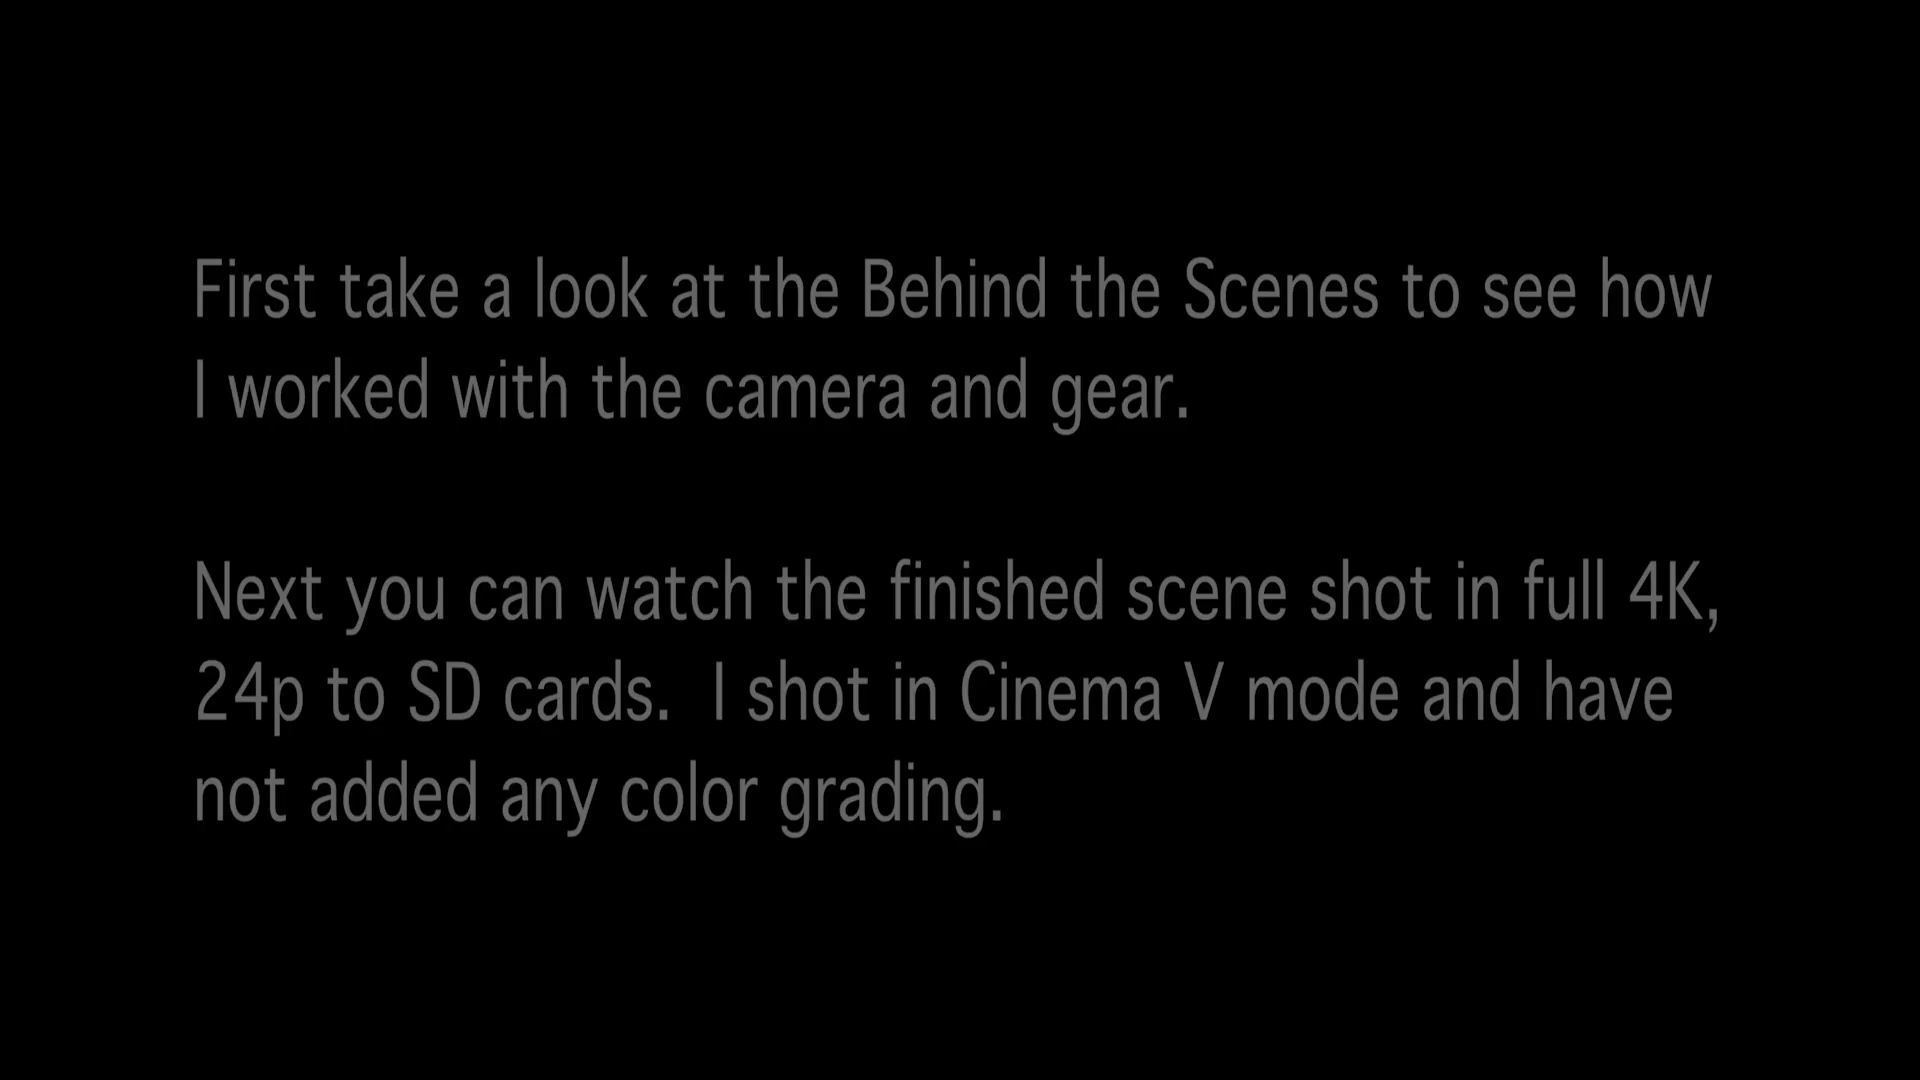 First take a look at the Behind the Scenes to see how
I worked with the camera and gear.
Next you can watch the finished scene shot in full 4K,
24p to SD cards.  I shot in Cinema V mode and have
not added any color grading.